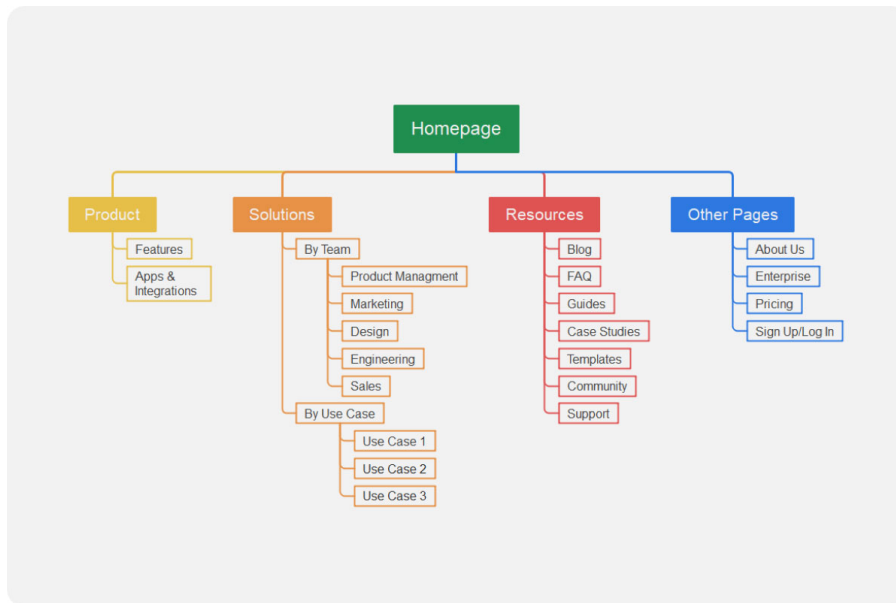 Homepage
Product
Features
Apps &
Integrations
Solutions
By Team
Product Managment
Marketing
Design
Engineering
Sales
By Use Case
Use Case 1
Use Case 2
Use Case 3
Resources
Blog
FAQ
Guides
Case Studies
Templates
Community
Support
Other Pages
About Us
Enterprise
Pricing
Sign Up/Log In